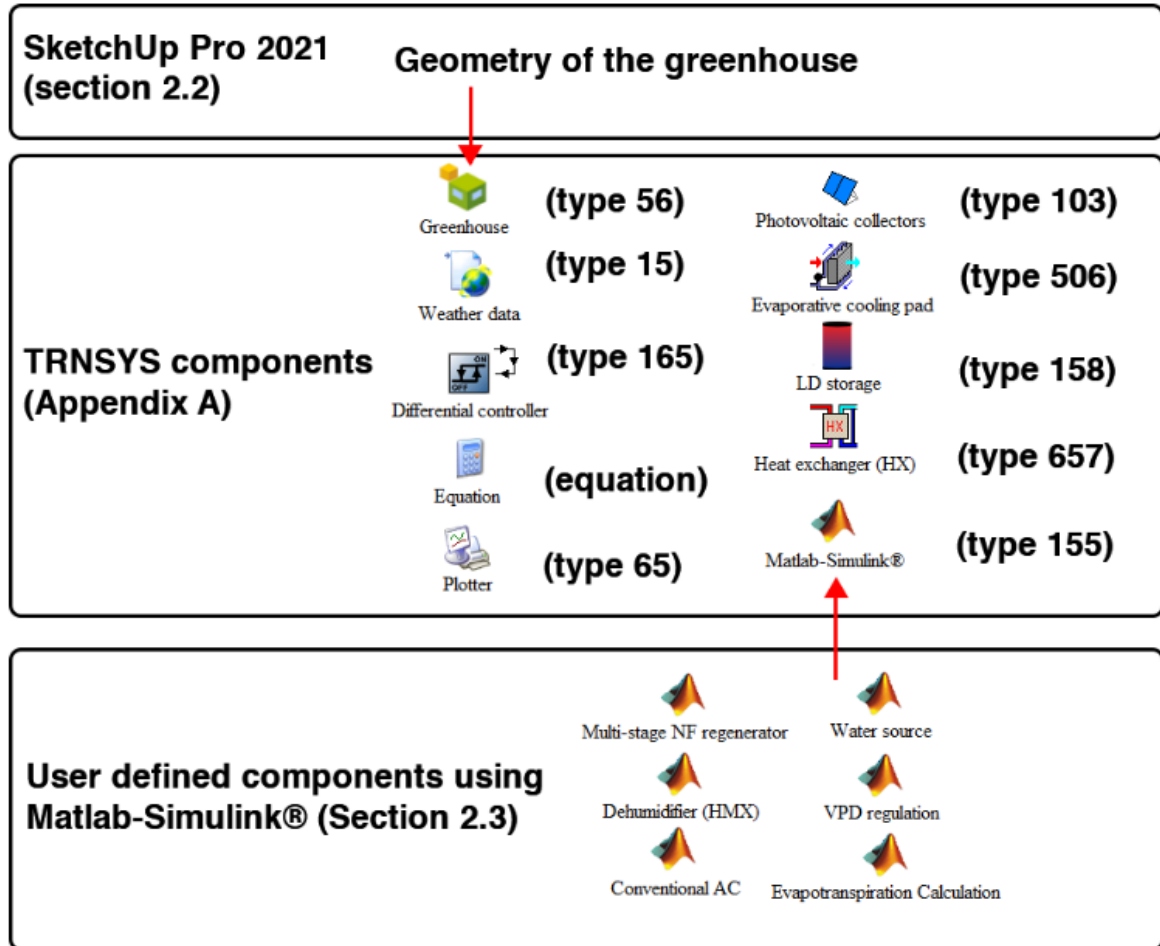 SketchUp Pro 2021
(section 2.2)
Geometry of the greenhouse
TRNSYS components
(Appendix A)
Greenhouse
(type 56)
Weather data
(type 15)
ON
OFF
Differential controller
(type 165)
Equation
(equation)
Plotter
(type 65)
Photovoltaic collectors
(type 103)
Evaporative cooling pad
(type 506)
LD storage
(type 158)
HX
Heat exchanger (HX)
(type 657)
Matlab-Simulink®
(type 155)
User defined components using
Matlab-Simulink® (Section 2.3)
Multi-stage NF regenerator
Water source
Dehumidifier (HMX)
VPD regulation
Conventional AC
Evapotranspiration Calculation